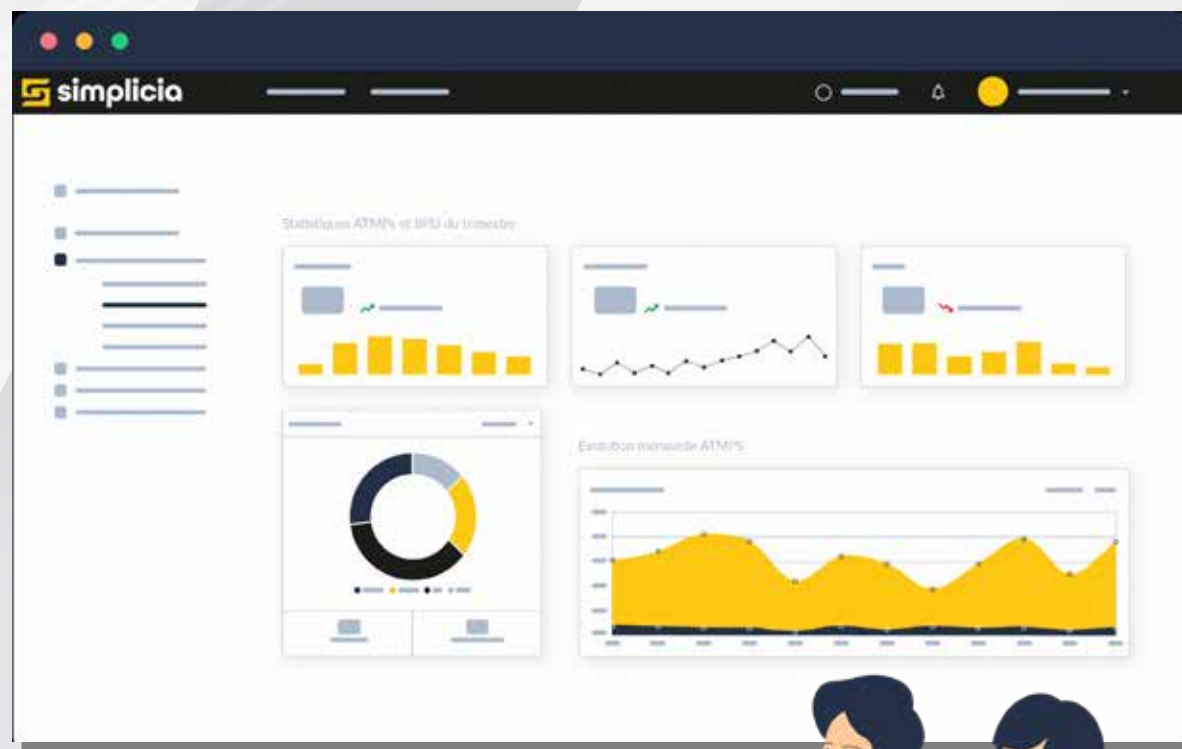 simplicia
Statistiques ATMPs et BPU du trimestre
Evolution mensuelle ATMPS